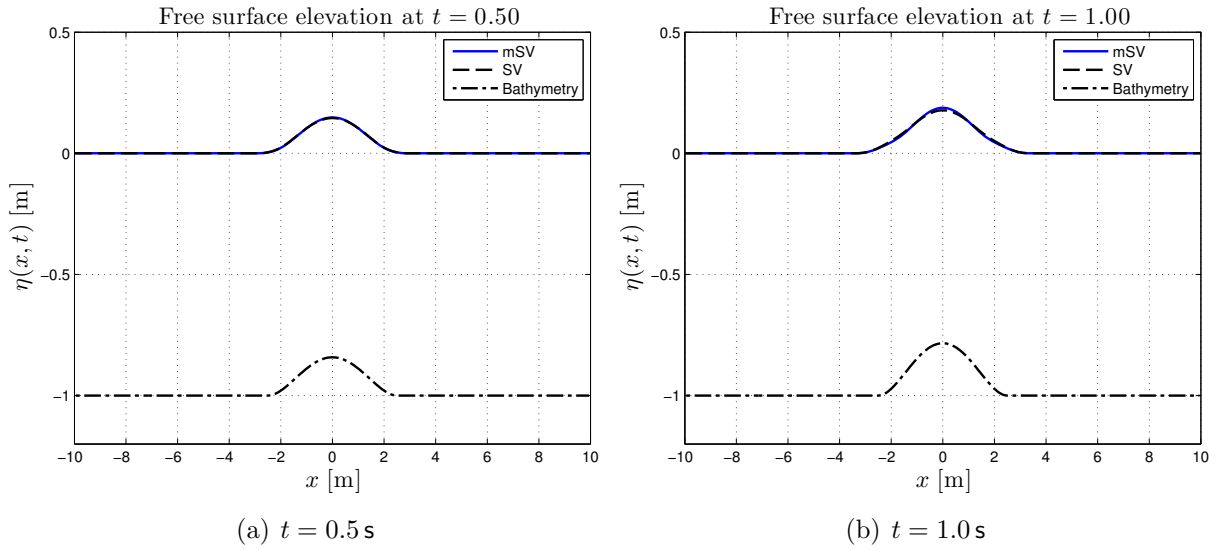 Free surface elevation at t = 0.50
0.5
0
−0.5
−1
η(x, t) [m]
mSV
SV
Bathymetry
−10 −8 −6 −4 −2 0 2 4 6 8 10
x [m]
(a) t = 0.5 s
Free surface elevation at t = 1.00
0.5
0
−0.5
−1
η(x, t) [m]
mSV
SV
Bathymetry
−10 −8 −6 −4 −2 0 2 4 6 8 10
x [m]
(b) t = 1.0 s